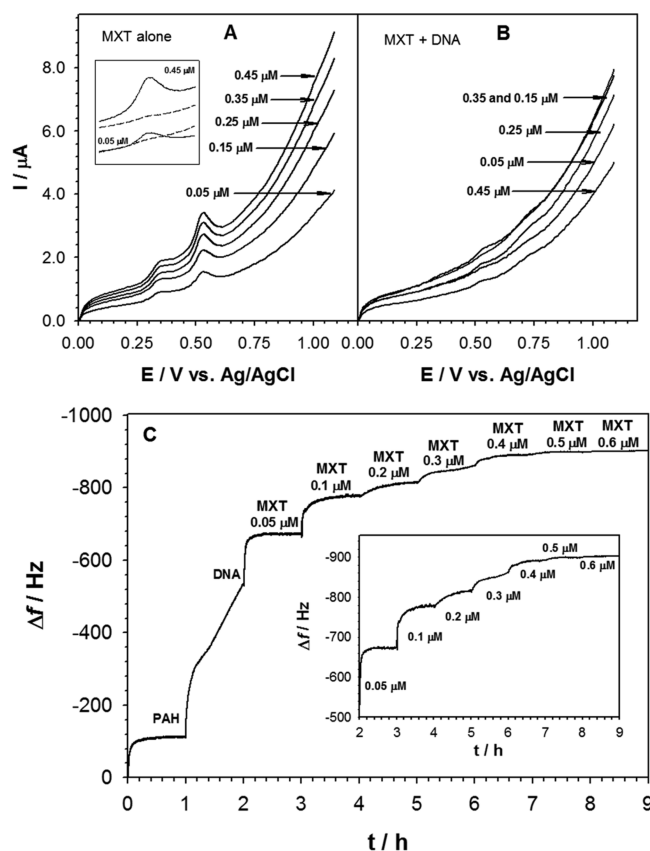 MXT alone
A
0.45 µM
0.05 µM
0.45 µM
0.35 µM
0.25 µM
0.15 µM
0.05 µM
8.0
6.0
4.0
2.0
0.0
I / µA
0.00 0.25 0.50 0.75 1.00
E / V vs. Ag/AgCl
MXT + DNA
B
0.35 and 0.15 µM
0.25 µM
0.05 µM
0.45 µM
0.00 0.25 0.50 0.75 1.00
E / V vs. Ag/AgCl
C
-1000
-800
-600
-400
-200
0
Δf / Hz
PAH
DNA
MXT
0.05 µM
MXT
0.1 µM
MXT
0.2 µM
MXT
0.3 µM
MXT
0.4 µM
MXT
0.5 µM
MXT
0.6 µM
-900
-800
-700
-600
-500
Δf / Hz
0.05 µM
0.1 µM
0.2 µM
0.3 µM
0.4 µM
0.5 µM
0.6 µM
2 3 4 5 6 7 8 9
t / h
0 1 2 3 4 5 6 7 8 9
t / h